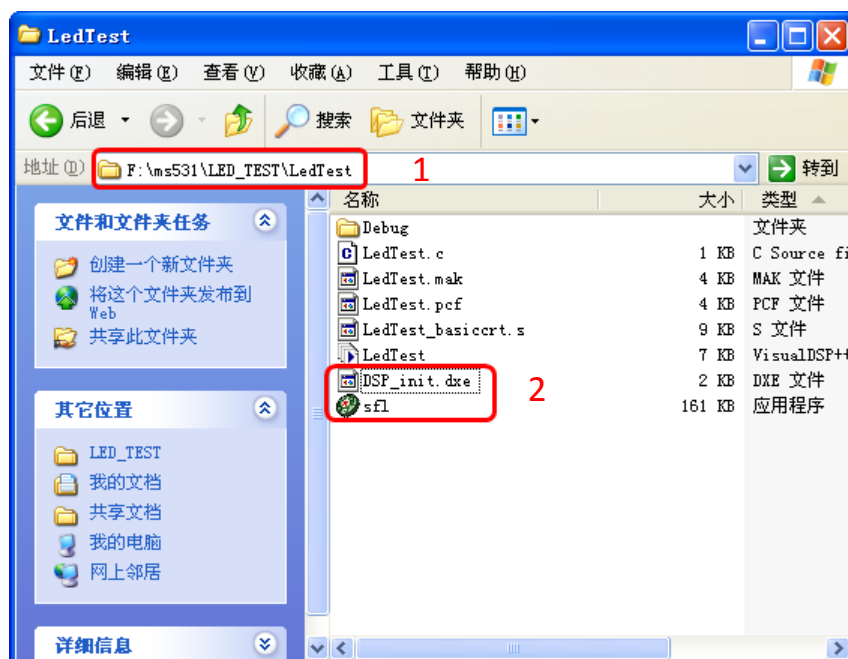 LedTest
文件(F) 编辑(E) 查看(V) 收藏(A) 工具(T) 帮助(H)
后退 搜索 文件夹
地址(D) F:\ms531\LED_TEST\LedTest 1 转到
文件和文件夹任务
创建一个新文件夹
将这个文件夹发布到
Web
共享此文件夹
其它位置
LED_TEST
我的文档
共享文档
我的电脑
网上邻居
详细信息
名称 大小 类型
Debug 文件夹
LedTest.c 1 KB C Source fi
LedTest.mak 4 KB MAK 文件
LedTest.pcf 4 KB PCF 文件
LedTest_basiccrt.s 9 KB S 文件
LedTest 7 KB VisualDSP++
DSP_init.dxe 2 KB DXE 文件
2
sfl 161 KB 应用程序